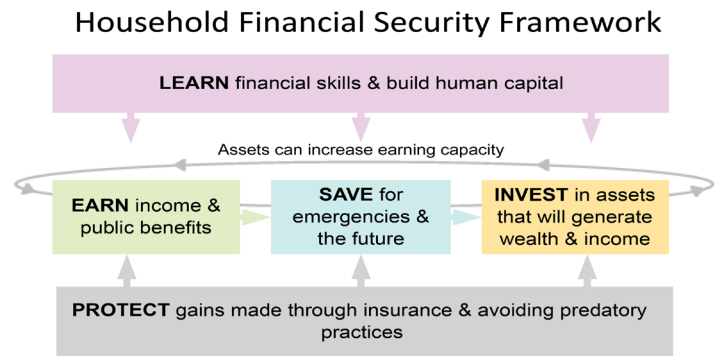 Household Financial Security Framework
LEARN financial skills & build human capital
Assets can increase earning capacity
EARN income &
public benefits
SAVE for
emergencies &
the future
INVEST in assets
that will generate
wealth & income
PROTECT gains made through insurance & avoiding predatory
practices